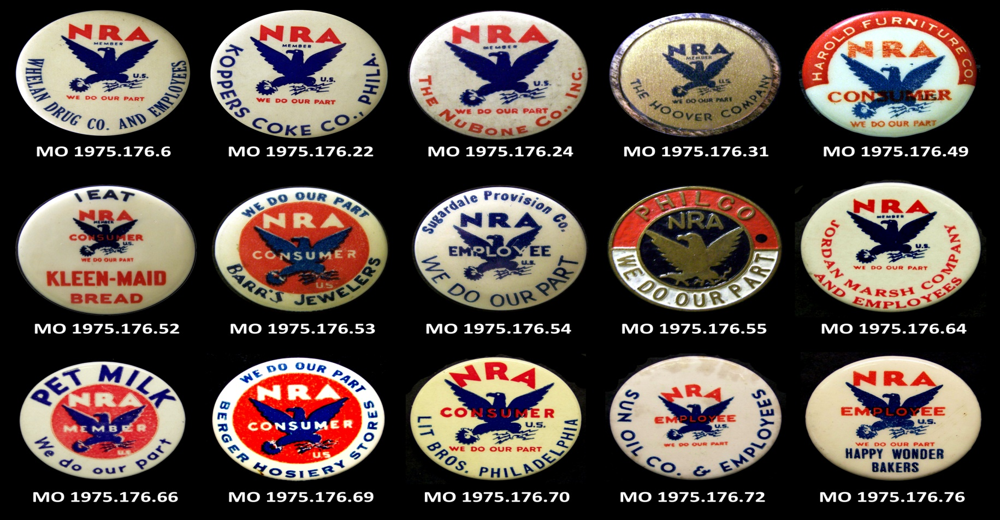 NRA
MEMBER
U.S.
WE DO OUR PART
WHELAN DRUG CO. AND EMPLOYEES
MO 1975.176.6
NRA
MEMBER
U.S.
WE DO OUR PART
KOPPERS COKE CO., PHILA.
MO 1975.176.22
NRA
MEMBER
U.S.
WE DO OUR PART
THE NUBONE CO., INC.
MO 1975.176.24
NRA
MEMBER
U.S.
WE DO OUR PART
THE HOOVER COMPANY
MO 1975.176.31
HAROLD FURNITURE CO.
NRA
CONSUMER
U.S.
WE DO OUR PART
MO 1975.176.49
I EAT
NRA
MEMBER
CONSUMER
U.S.
WE DO OUR PART
KLEEN-MAID
BREAD
MO 1975.176.52
WE DO OUR PART
NRA
CONSUMER
U.S.
BARR'S JEWELERS
MO 1975.176.53
Sugardale Provision Co.
NRA
EMPLOYEE
U.S.
WE DO OUR PART
MO 1975.176.54
PHILCO
NRA
WE DO OUR PART
MO 1975.176.55
NRA
MEMBER
U.S.
WE DO OUR PART
JORDAN MARSH COMPANY
AND EMPLOYEES
MO 1975.176.64
PET MILK
NRA
MEMBER
U.S.
We do our part
MO 1975.176.66
WE DO OUR PART
NRA
CONSUMER
U.S.
BERGER HOSIERY STORES
MO 1975.176.69
NRA
CONSUMER
U.S.
WE DO OUR PART
LIT BROS. PHILADELPHIA
MO 1975.176.70
NRA
EMPLOYEE
U.S.
WE DO OUR PART
SUN OIL CO. & EMPLOYEES
MO 1975.176.72
NRA
EMPLOYEE
U.S.
WE DO OUR PART
HAPPY WONDER
BAKERS
MO 1975.176.76